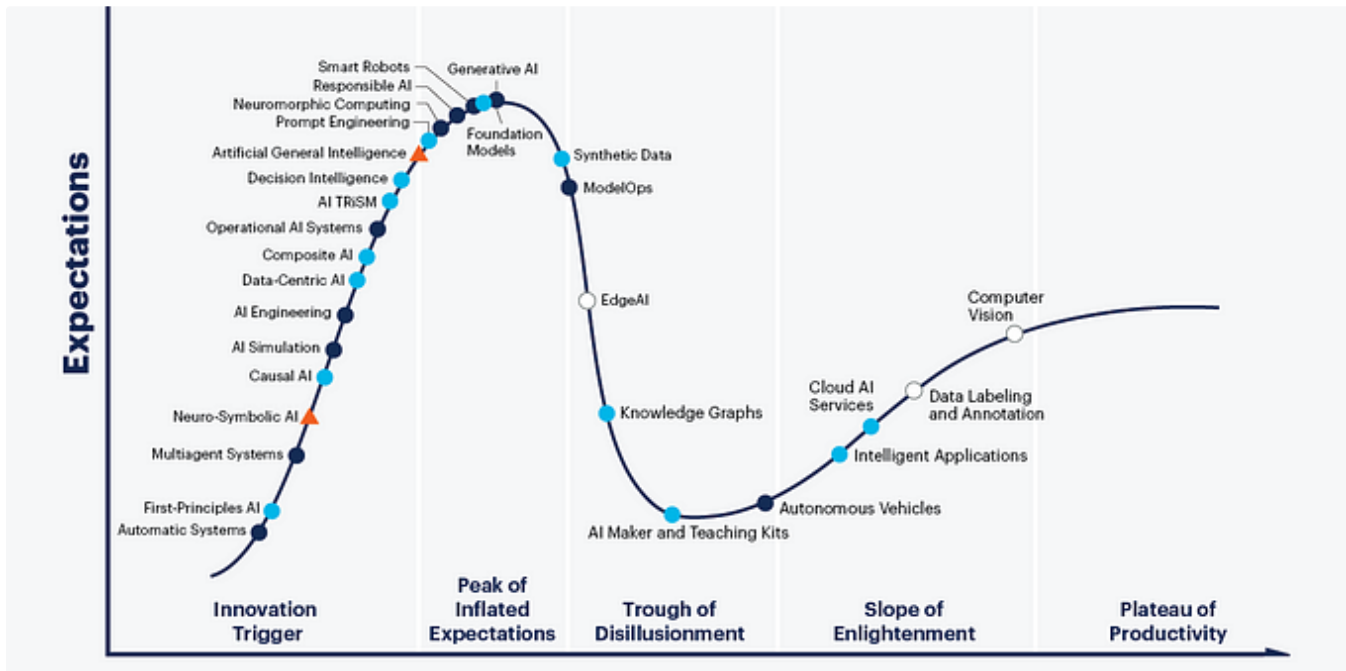 Expectations
Smart Robots
Generative AI
Responsible AI
Neuromorphic Computing
Prompt Engineering
Foundation
Models
Artificial General Intelligence
Synthetic Data
Decision Intelligence
ModelOps
AI TRiSM
Operational AI Systems
Composite AI
Data-Centric AI
EdgeAI
AI Engineering
Computer
Vision
AI Simulation
Causal AI
Cloud AI
Services
Data Labeling
and Annotation
Neuro-Symbolic AI
Knowledge Graphs
Multiagent Systems
Intelligent Applications
First-Principles AI
Autonomous Vehicles
Automatic Systems
AI Maker and Teaching Kits
Innovation
Trigger
Peak of
Inflated
Expectations
Trough of
Disillusionment
Slope of
Enlightenment
Plateau of
Productivity